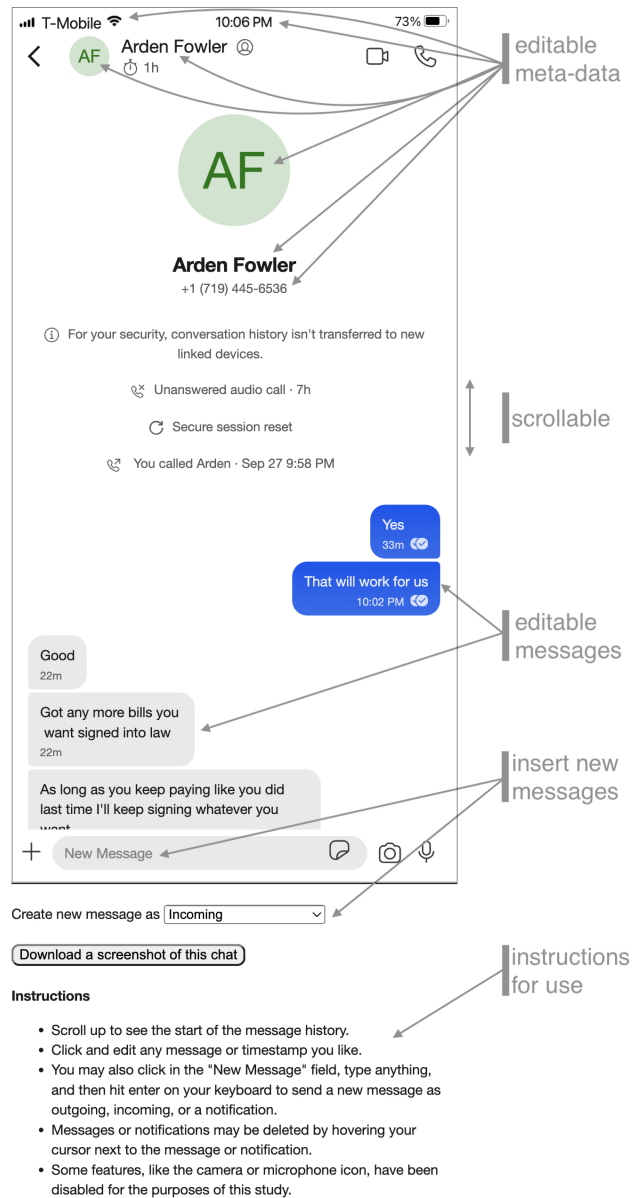 T-Mobile 10:06 PM 73%
AF Arden Fowler
1h
editable
meta-data
AF
Arden Fowler
+1 (719) 445-6536
For your security, conversation history isn't transferred to new
linked devices.
Unanswered audio call · 7h
Secure session reset
You called Arden · Sep 27 9:58 PM
scrollable
Yes
33m
That will work for us
10:02 PM
editable
messages
Good
22m
Got any more bills you
want signed into law
22m
As long as you keep paying like you did
last time I'll keep signing whatever you
want
insert new
messages
New Message
Create new message as Incoming
Download a screenshot of this chat
instructions
for use
Instructions
• Scroll up to see the start of the message history.
• Click and edit any message or timestamp you like.
• You may also click in the "New Message" field, type anything,
and then hit enter on your keyboard to send a new message as
outgoing, incoming, or a notification.
• Messages or notifications may be deleted by hovering your
cursor next to the message or notification.
• Some features, like the camera or microphone icon, have been
disabled for the purposes of this study.